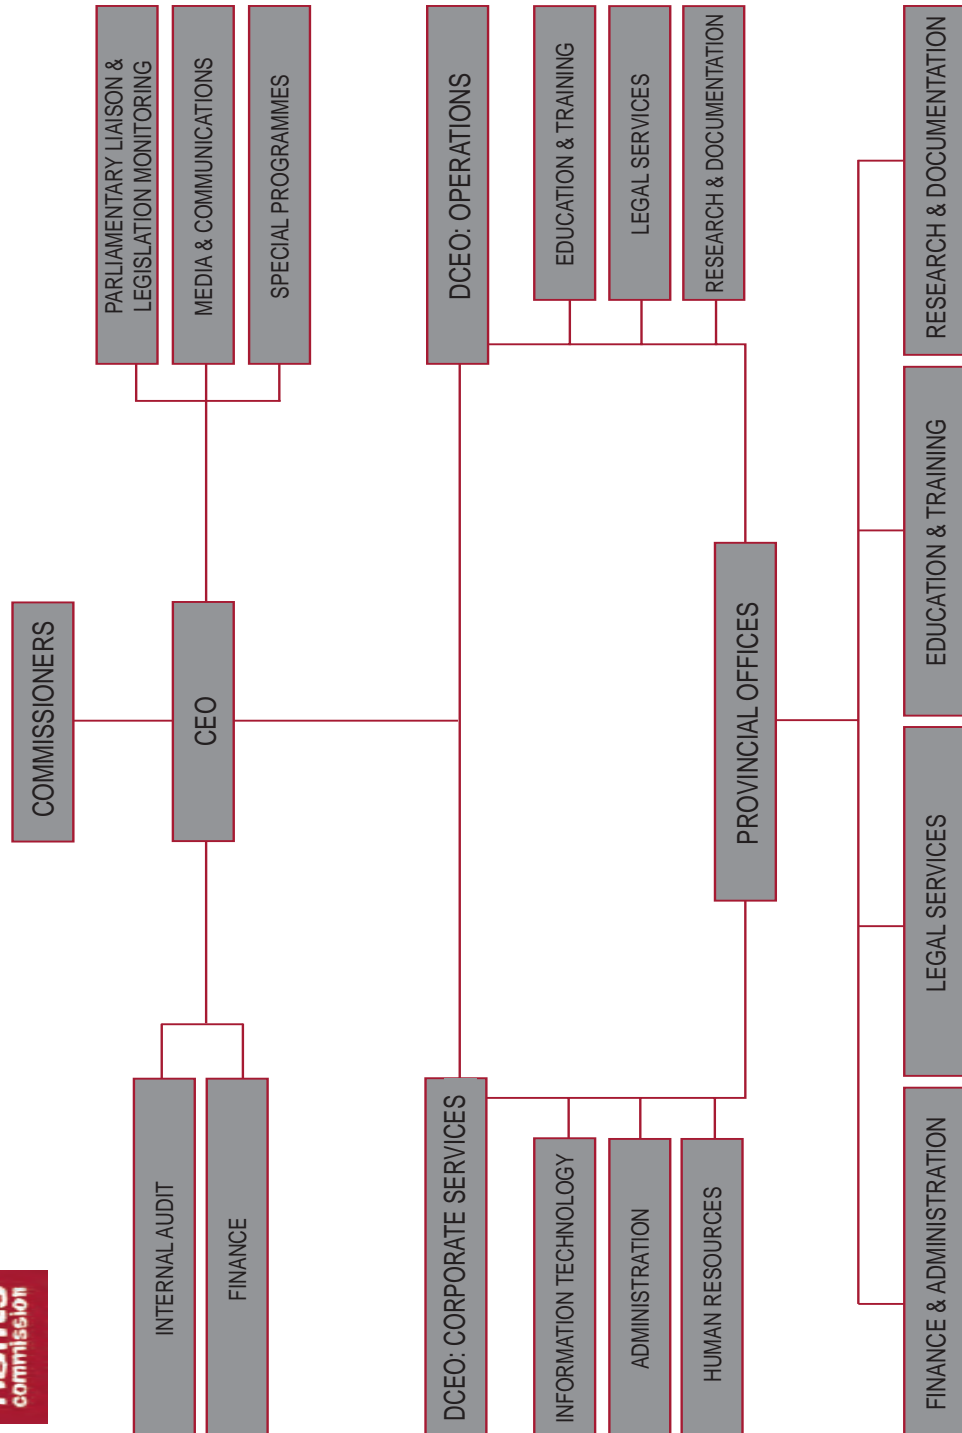 commission
COMMISSIONERS
INTERNAL AUDIT
FINANCE
CEO
PARLIAMENTARY LIAISON &
LEGISLATION MONITORING
MEDIA & COMMUNICATIONS
SPECIAL PROGRAMMES
DCEO: CORPORATE SERVICES
DCEO: OPERATIONS
INFORMATION TECHNOLOGY
ADMINISTRATION
HUMAN RESOURCES
EDUCATION & TRAINING
LEGAL SERVICES
RESEARCH & DOCUMENTATION
PROVINCIAL OFFICES
FINANCE & ADMINISTRATION
LEGAL SERVICES
EDUCATION & TRAINING
RESEARCH & DOCUMENTATION